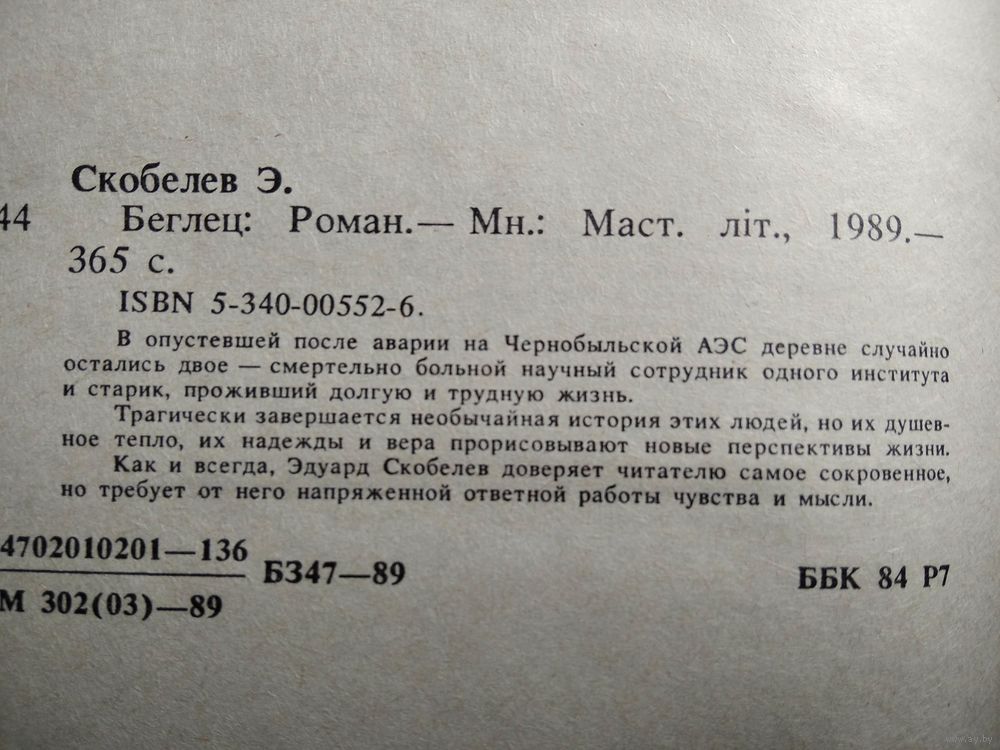 Скобелев Э.
44 Беглец: Роман.— Мн.: Маст. літ., 1989.—
365 с.
ISBN 5-340-00552-6.
В опустевшей после аварии на Чернобыльской АЭС деревне случайно
остались двое — смертельно больной научный сотрудник одного института
и старик, проживший долгую и трудную жизнь.
Трагически завершается необычайная история этих людей, но их душев-
ное тепло, их надежды и вера прорисовывают новые перспективы жизни.
Как и всегда, Эдуард Скобелев доверяет читателю самое сокровенное,
но требует от него напряженной ответной работы чувства и мысли.
4702010201—136
М 302(03)—89
БЗ47—89
ББК 84 Р7
www.ay.by